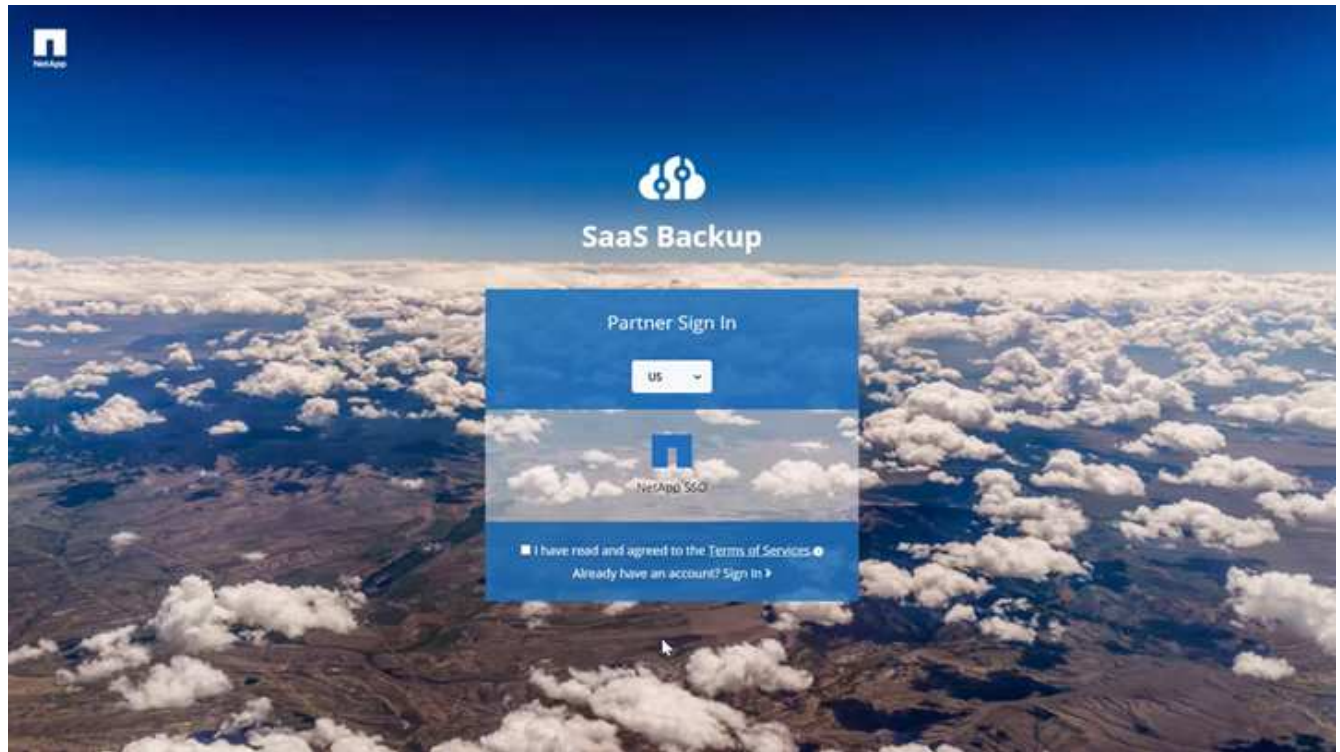 NetApp
SaaS Backup
Partner Sign In
US
NetApp SSO
I have read and agreed to the Terms of Services.
Already have an account? Sign In >